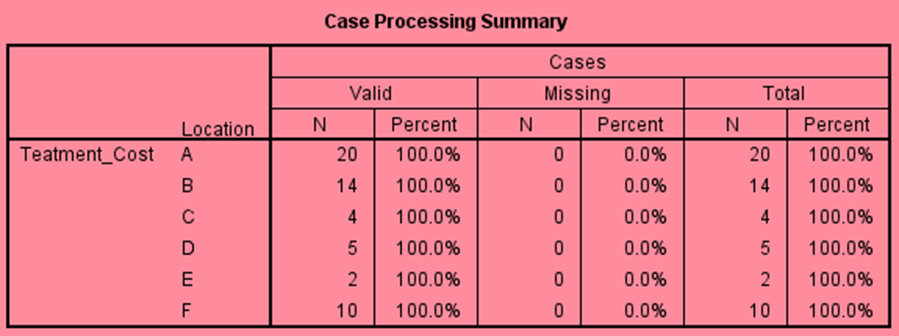 Case Processing Summary
Cases
Valid Missing Total
Location N Percent N Percent N Percent
Teatment_Cost A 20 100.0% 0 0.0% 20 100.0%
B 14 100.0% 0 0.0% 14 100.0%
C 4 100.0% 0 0.0% 4 100.0%
D 5 100.0% 0 0.0% 5 100.0%
E 2 100.0% 0 0.0% 2 100.0%
F 10 100.0% 0 0.0% 10 100.0%